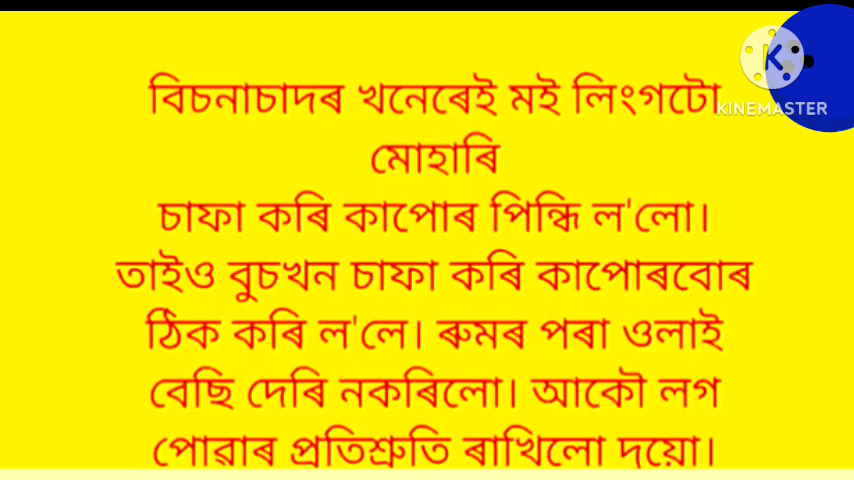 বিচনাচাদৰ খনেৰেই মই লিংগটো
মোহাৰি
চাফা কৰি কাপোৰ পিন্ধি ল'লো।
তাইও বুচখন চাফা কৰি কাপোৰবোৰ
ঠিক কৰি ল'লে। ৰুমৰ পৰা ওলাই
বেছি দেৰি নকৰিলো। আকৌ লগ
পোৱাৰ প্ৰতিশ্ৰুতি ৰাখিলো দয়ো।
KINEMASTER